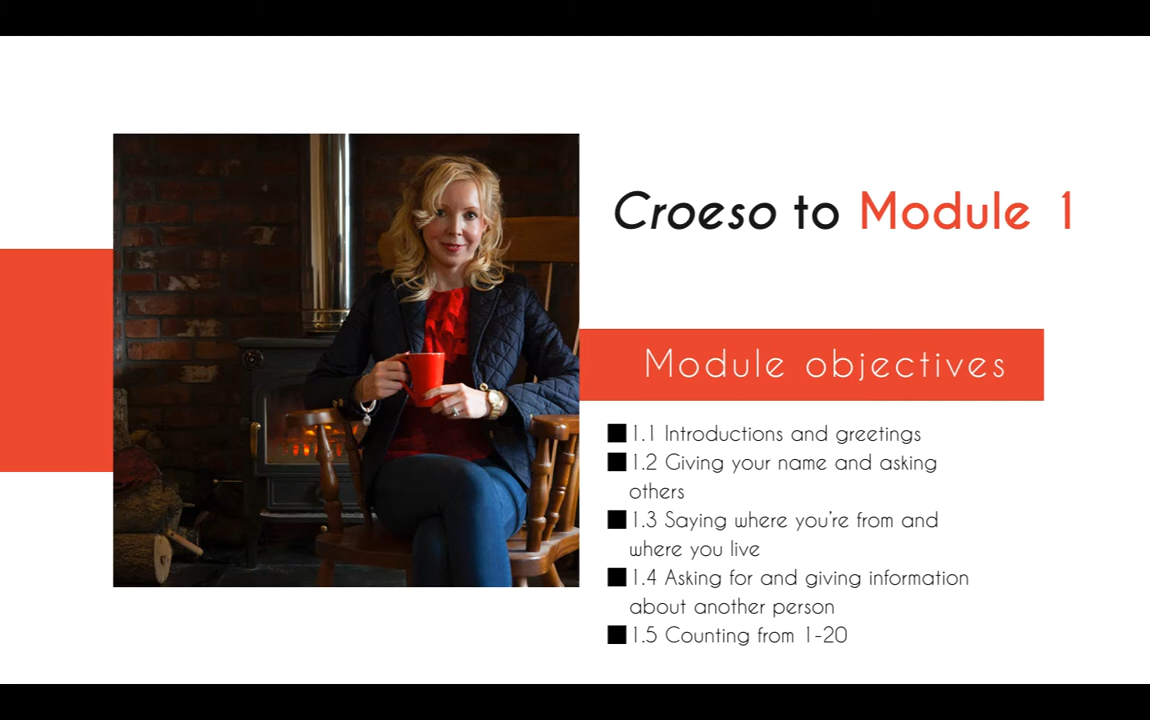 Croeso to Module 1
Module objectives
1.1 Introductions and greetings
1.2 Giving your name and asking
others
1.3 Saying where you're from and
where you live
1.4 Asking for and giving information
about another person
1.5 Counting from 1-20